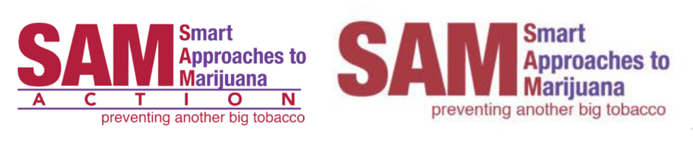 SAM Smart
Approaches to
Marijuana
ACTION
preventing another big tobacco
SAM Smart
Approaches to
Marijuana
preventing another big tobacco